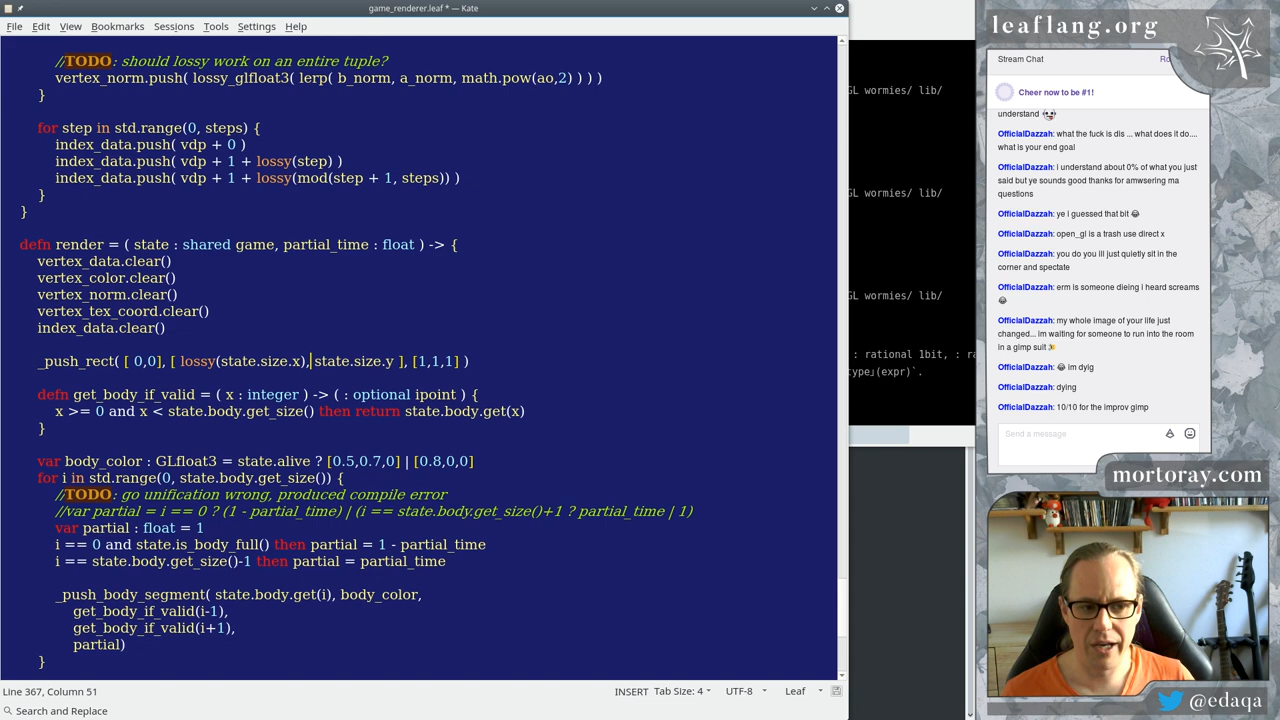 game_renderer.leaf * — Kate
File Edit View Bookmarks Sessions Tools Settings Help
//TODO: should lossy work on an entire tuple?
vertex_norm.push( lossy_glfloat3( lerp( b_norm, a_norm, math.pow(ao,2) ) ) )
}
for step in std.range(0, steps) {
index_data.push( vdp + 0 )
index_data.push( vdp + 1 + lossy(step) )
index_data.push( vdp + 1 + lossy(mod(step + 1, steps)) )
}
}
defn render = ( state : shared game, partial_time : float ) -> {
vertex_data.clear()
vertex_color.clear()
vertex_norm.clear()
vertex_tex_coord.clear()
index_data.clear()
_push_rect( [ 0,0], [ lossy(state.size.x), state.size.y ], [1,1,1] )
defn get_body_if_valid = ( x : integer ) -> ( : optional ipoint ) {
x >= 0 and x < state.body.get_size() then return state.body.get(x)
}
var body_color : GLfloat3 = state.alive ? [0.5,0.7,0] | [0.8,0,0]
for i in std.range(0, state.body.get_size()) {
//TODO: go unification wrong, produced compile error
//var partial = i == 0 ? (1 - partial_time) | (i == state.body.get_size()+1 ? partial_time | 1)
var partial : float = 1
i == 0 and state.is_body_full() then partial = 1 - partial_time
i == state.body.get_size()-1 then partial = partial_time
_push_body_segment( state.body.get(i), body_color,
get_body_if_valid(i-1),
get_body_if_valid(i+1),
partial)
}
Line 367, Column 51
INSERT Tab Size: 4 UTF-8 Leaf
Search and Replace
GL wormies/ lib/
GL wormies/ lib/
GL wormies/ lib/
: rational 1bit, : ra
type｣(expr)`.
leaflang.org
Stream Chat
Ro
Cheer now to be #1!
understand
OfficialDazzah: what the fuck is dis ... what does it do....
what is your end goal
OfficialDazzah: i understand about 0% of what you just
said but ye sounds good thanks for amwsering ma
questions
OfficialDazzah: ye i guessed that bit 😂
OfficialDazzah: open_gl is a trash use direct x
OfficialDazzah: you do you ill just quietly sit in the
corner and spectate
OfficialDazzah: erm is someone dieing i heard screams
😂
OfficialDazzah: my whole image of your life just
changed... im waiting for someone to run into the room
in a gimp suit
OfficialDazzah: 😂 im dyig
OfficialDazzah: dying
OfficialDazzah: 10/10 for the improv gimp
Send a message
mortoray.com
@edaqa